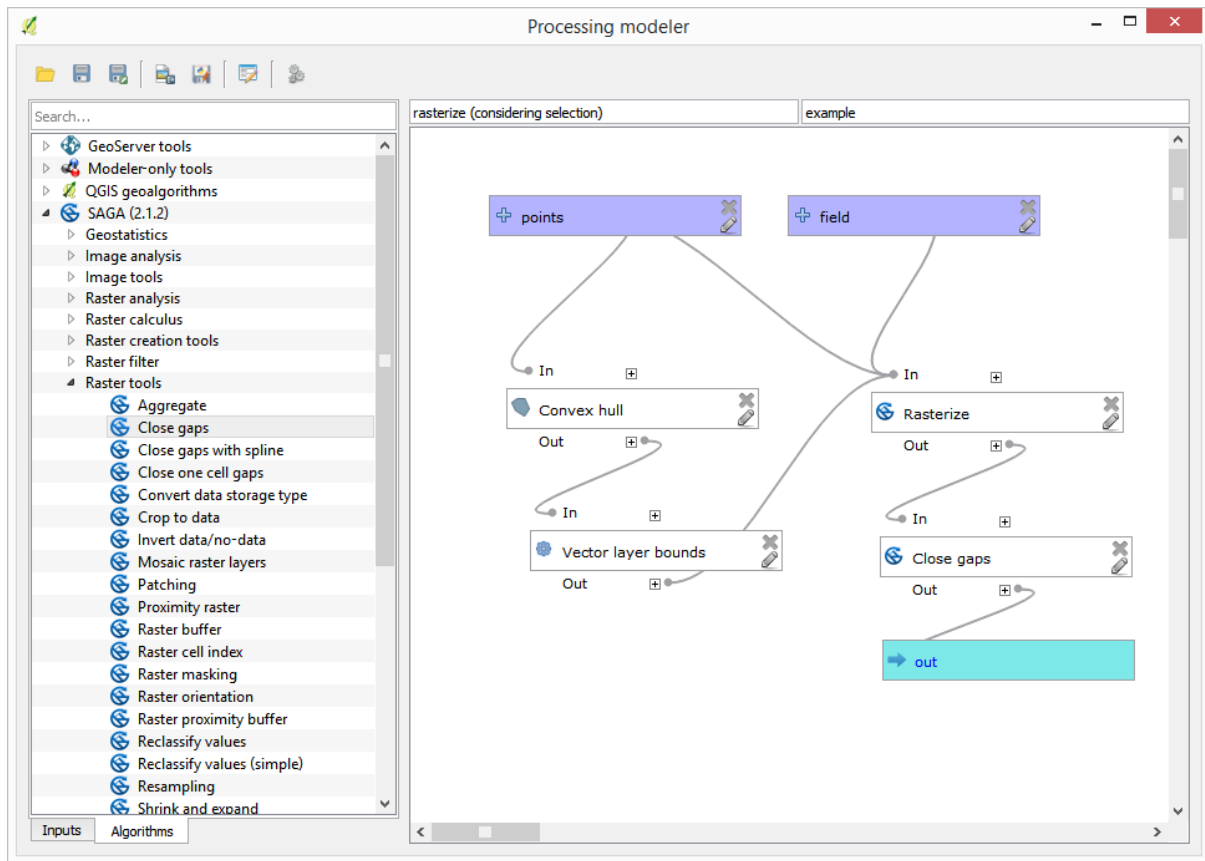 Processing modeler
Search...
rasterize (considering selection)
example
GeoServer tools
Modeler-only tools
QGIS geoalgorithms
SAGA (2.1.2)
Geostatistics
Image analysis
Image tools
Raster analysis
Raster calculus
Raster creation tools
Raster filter
Raster tools
Aggregate
Close gaps
Close gaps with spline
Close one cell gaps
Convert data storage type
Crop to data
Invert data/no-data
Mosaic raster layers
Patching
Proximity raster
Raster buffer
Raster cell index
Raster masking
Raster orientation
Raster proximity buffer
Reclassify values
Reclassify values (simple)
Resampling
Shrink and expand
Inputs
Algorithms
points
field
In
Convex hull
Out
In
Rasterize
Out
In
Vector layer bounds
Out
In
Close gaps
Out
out